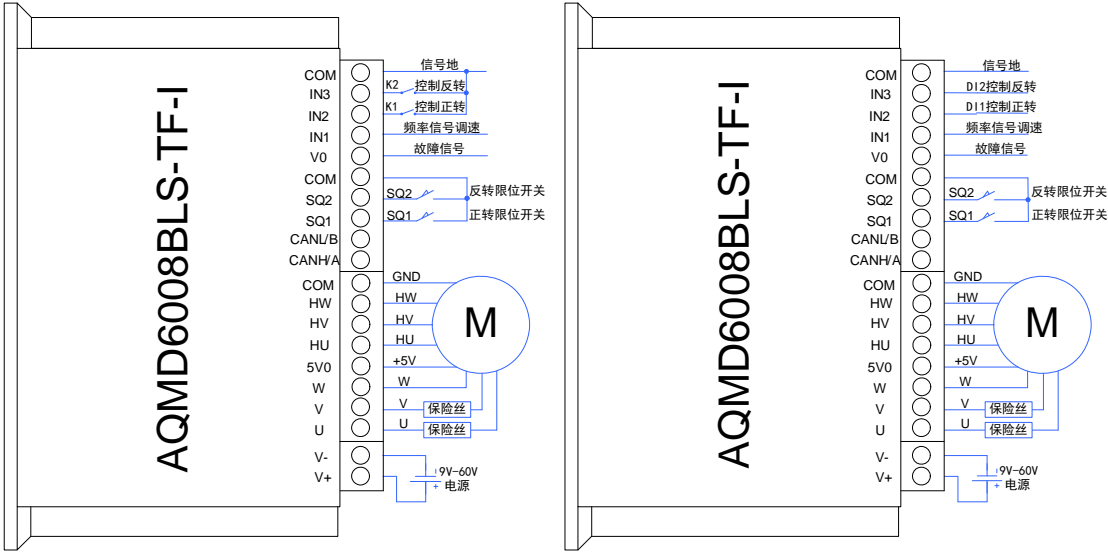 AQMD6008BLS-TF-I
COM 信号地
IN3 K2 控制反转
IN2 K1 控制正转
IN1 频率信号调速
V0 故障信号
COM
SQ2 SQ2 反转限位开关
SQ1 SQ1 正转限位开关
CANL/B
CANH/A
COM GND
HW HW
HV HV
HU HU
M
5V0 +5V
W W
V V 保险丝
U U 保险丝
V-
V+
9V-60V
+ 电源
AQMD6008BLS-TF-I
COM 信号地
IN3 DI2控制反转
IN2 DI1控制正转
IN1 频率信号调速
V0 故障信号
COM
SQ2 SQ2 反转限位开关
SQ1 SQ1 正转限位开关
CANL/B
CANH/A
COM GND
HW HW
HV HV
HU HU
M
5V0 +5V
W W
V V 保险丝
U U 保险丝
V-
V+
9V-60V
+ 电源